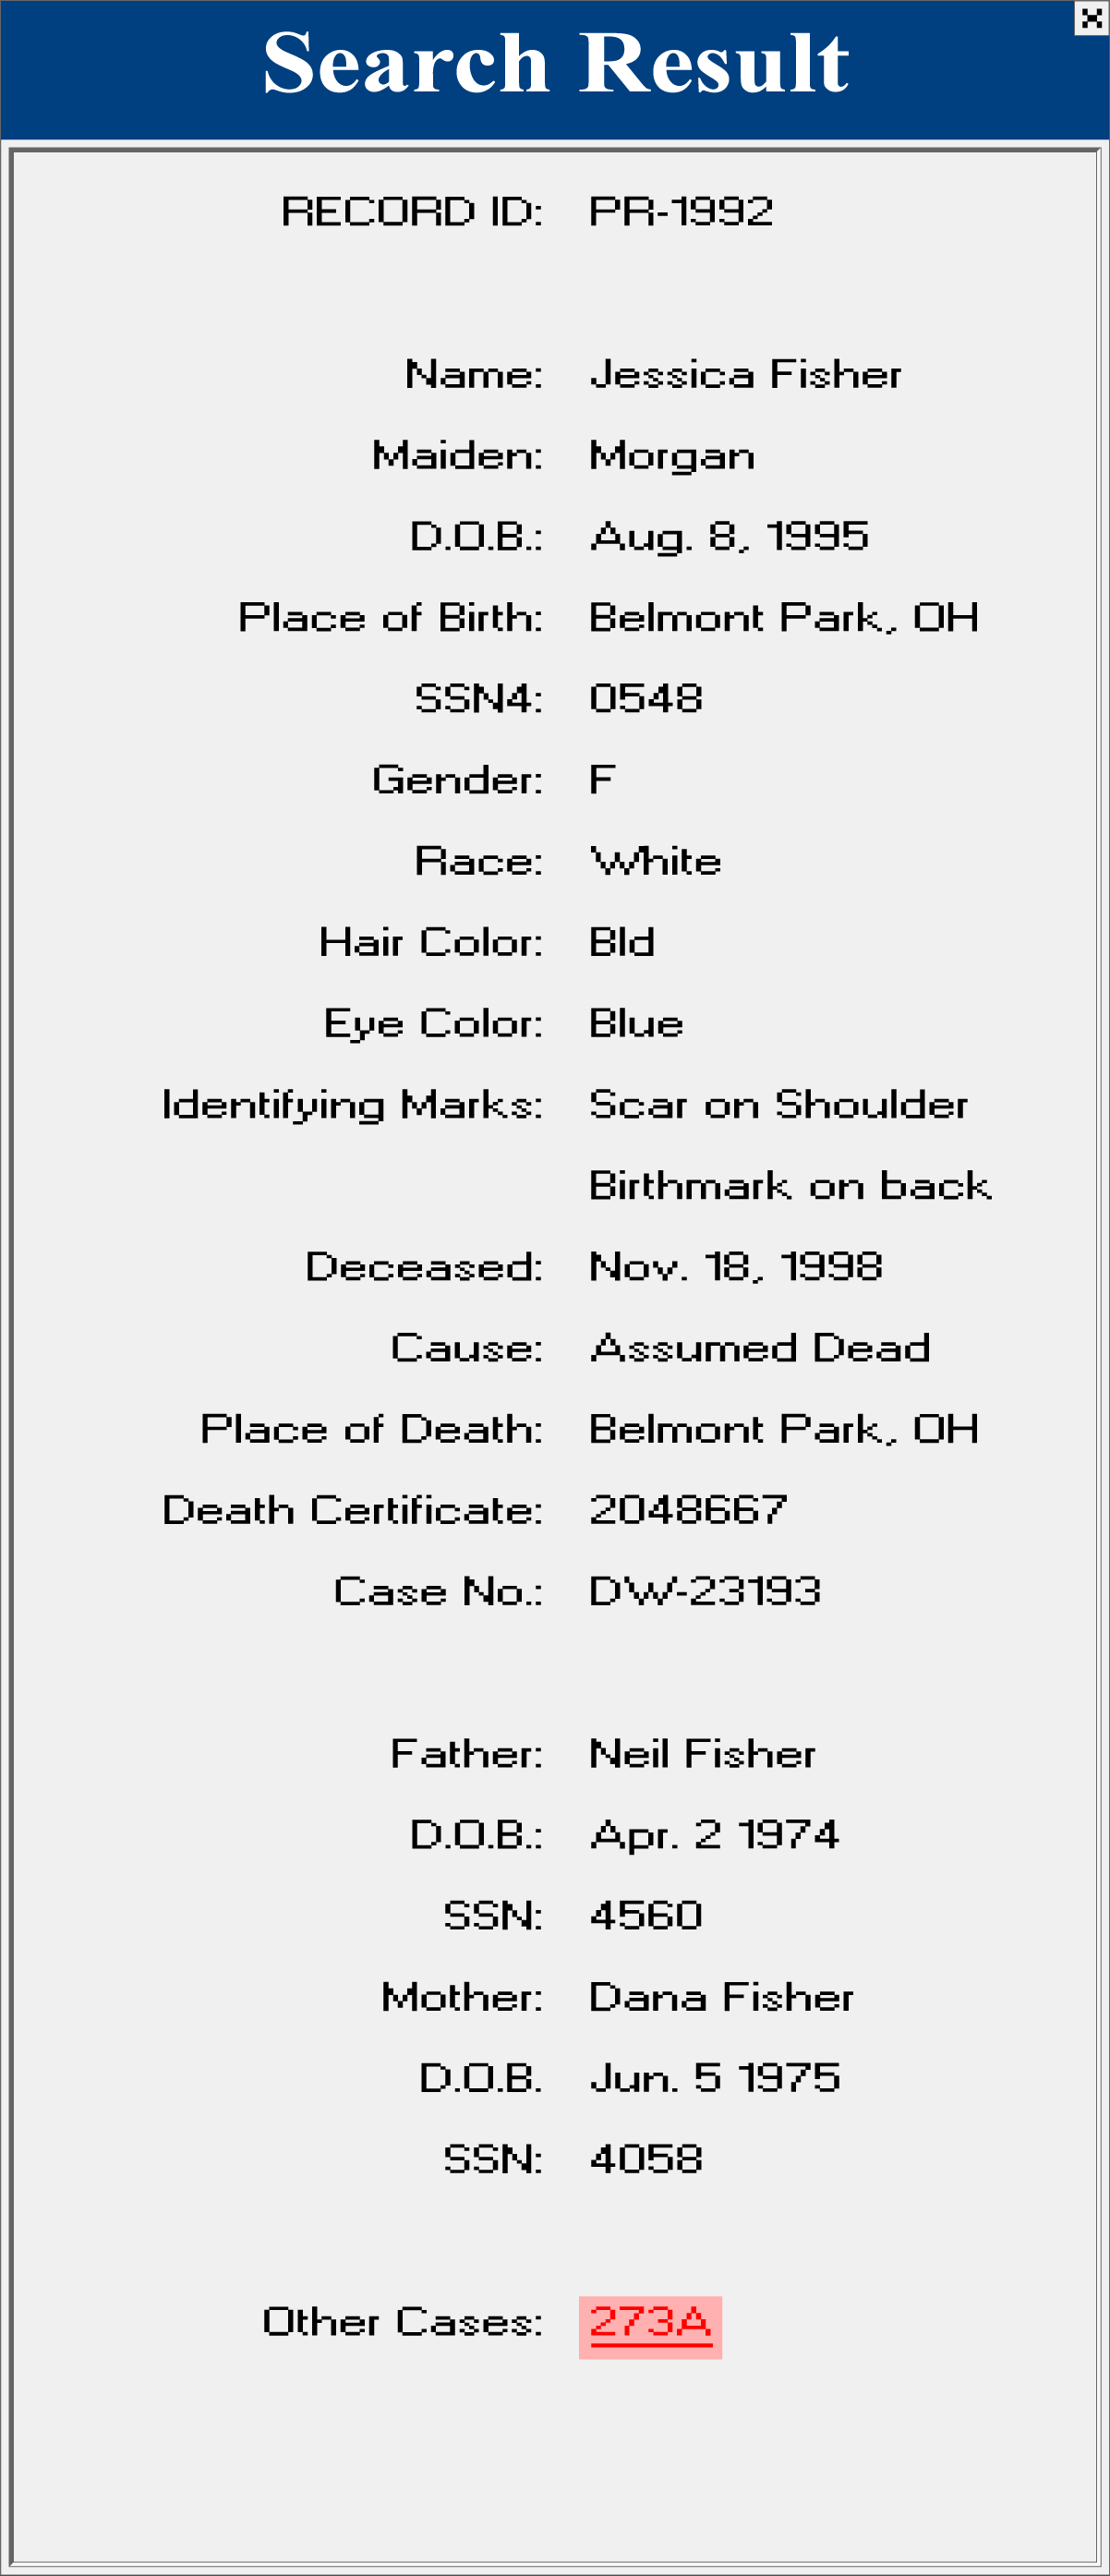 Search Result
RECORD ID: PR-1992
Name: Jessica Fisher
Maiden: Morgan
D.O.B.: Aug. 8, 1995
Place of Birth: Belmont Park, OH
SSN4: 0548
Gender: F
Race: White
Hair Color: Bld
Eye Color: Blue
Identifying Marks: Scar on Shoulder
Birthmark on back
Deceased: Nov. 18, 1998
Cause: Assumed Dead
Place of Death: Belmont Park, OH
Death Certificate: 2048667
Case No.: DW-23193
Father: Neil Fisher
D.O.B.: Apr. 2 1974
SSN: 4560
Mother: Dana Fisher
D.O.B. Jun. 5 1975
SSN: 4058
Other Cases: 273A